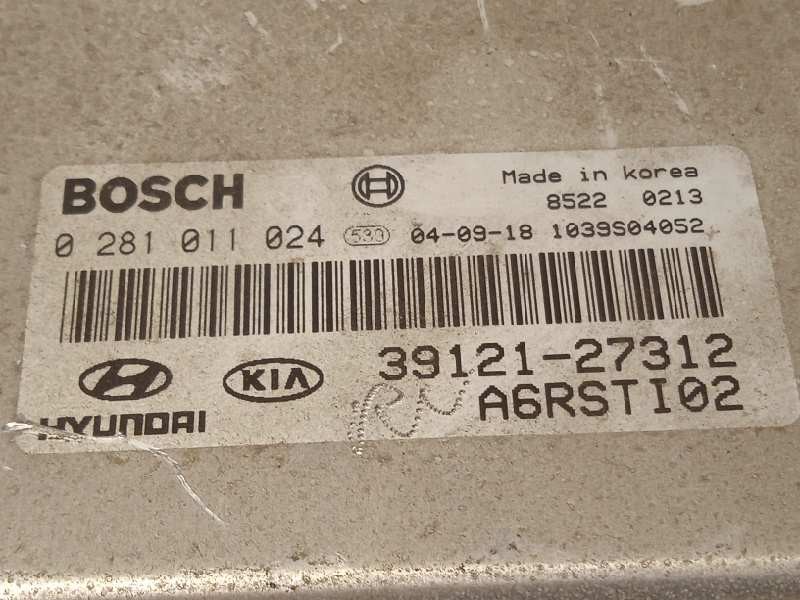 BOSCH
Made in korea
8522 0213
0 281 011 024 530 04-09-18 1039S04052
39121-27312
HYUNDAI KIA
A6RSTI02